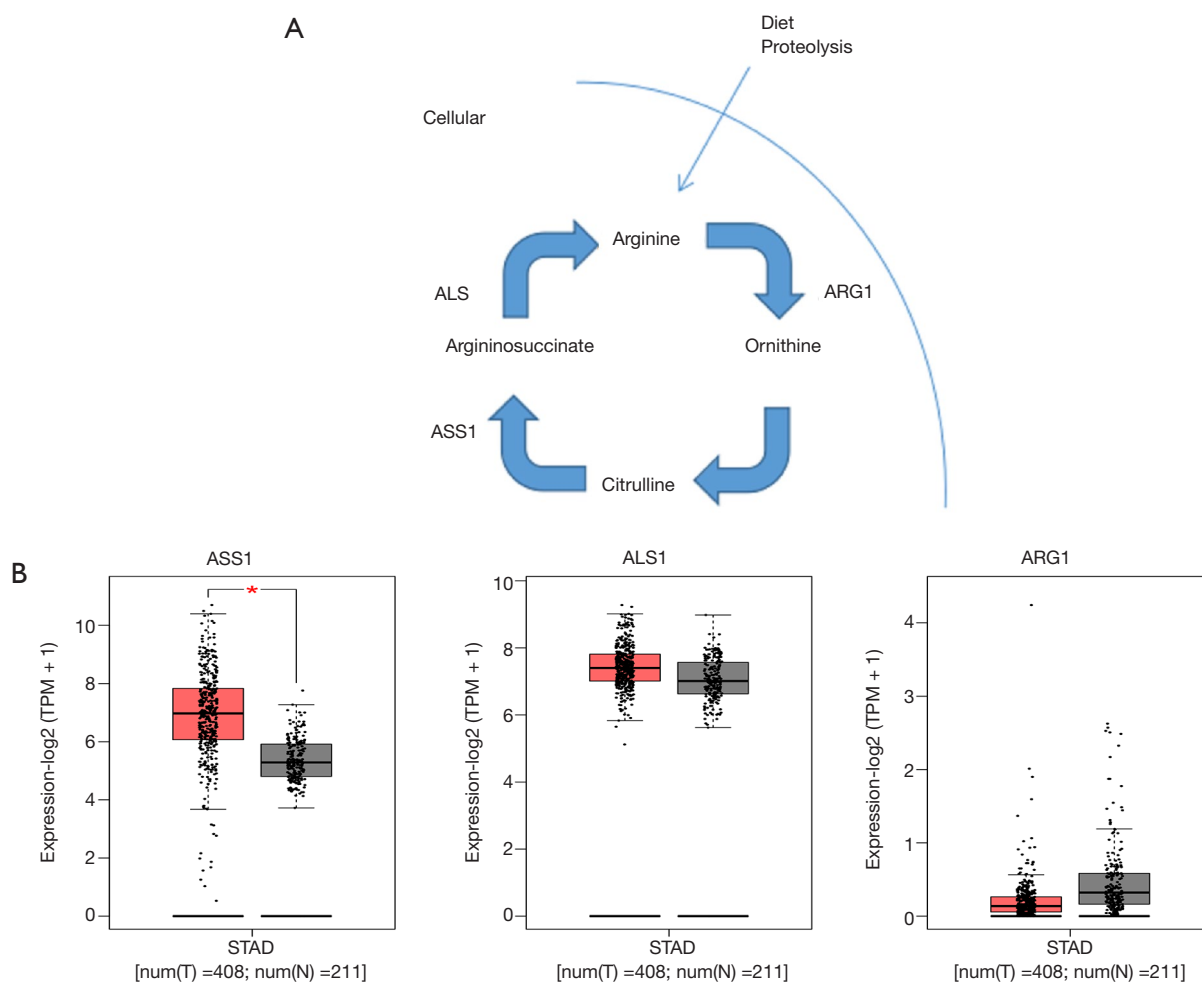 A
Diet
Proteolysis
Cellular
Arginine
ALS
ARG1
Argininosuccinate
Ornithine
ASS1
Citrulline
B
ASS1
Expression-log2 (TPM + 1)
10
8
6
4
2
0
*
STAD
[num(T) =408; num(N) =211]
ALS1
Expression-log2 (TPM + 1)
10
8
6
4
2
0
STAD
[num(T) =408; num(N) =211]
ARG1
Expression-log2 (TPM + 1)
4
3
2
1
0
STAD
[num(T) =408; num(N) =211]